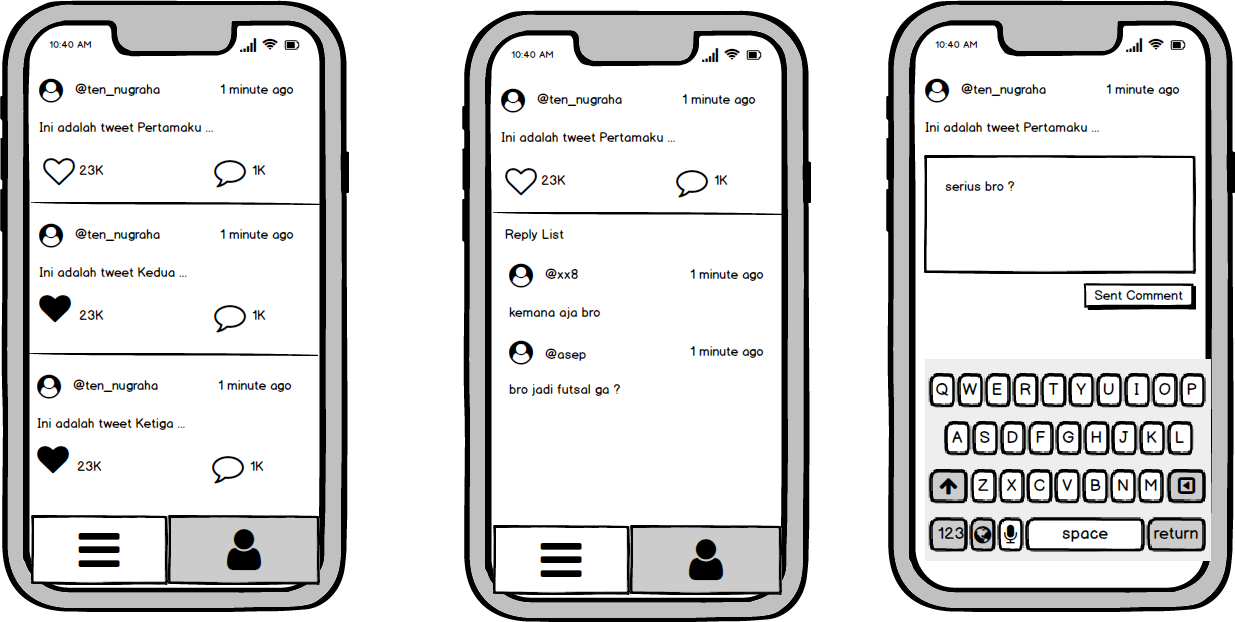 10:40 AM
@ten_nugraha 1 minute ago
Ini adalah tweet Pertamaku ...
23K 1K
@ten_nugraha 1 minute ago
Ini adalah tweet Kedua ...
23K 1K
@ten_nugraha 1 minute ago
Ini adalah tweet Ketiga ...
23K 1K
10:40 AM
@ten_nugraha 1 minute ago
Ini adalah tweet Pertamaku ...
23K 1K
Reply List
@xx8 1 minute ago
kemana aja bro
@asep 1 minute ago
bro jadi futsal ga ?
10:40 AM
@ten_nugraha 1 minute ago
Ini adalah tweet Pertamaku ...
serius bro ?
Sent Comment
Q W E R T Y U I O P
A S D F G H J K L
Z X C V B N M
123 space return